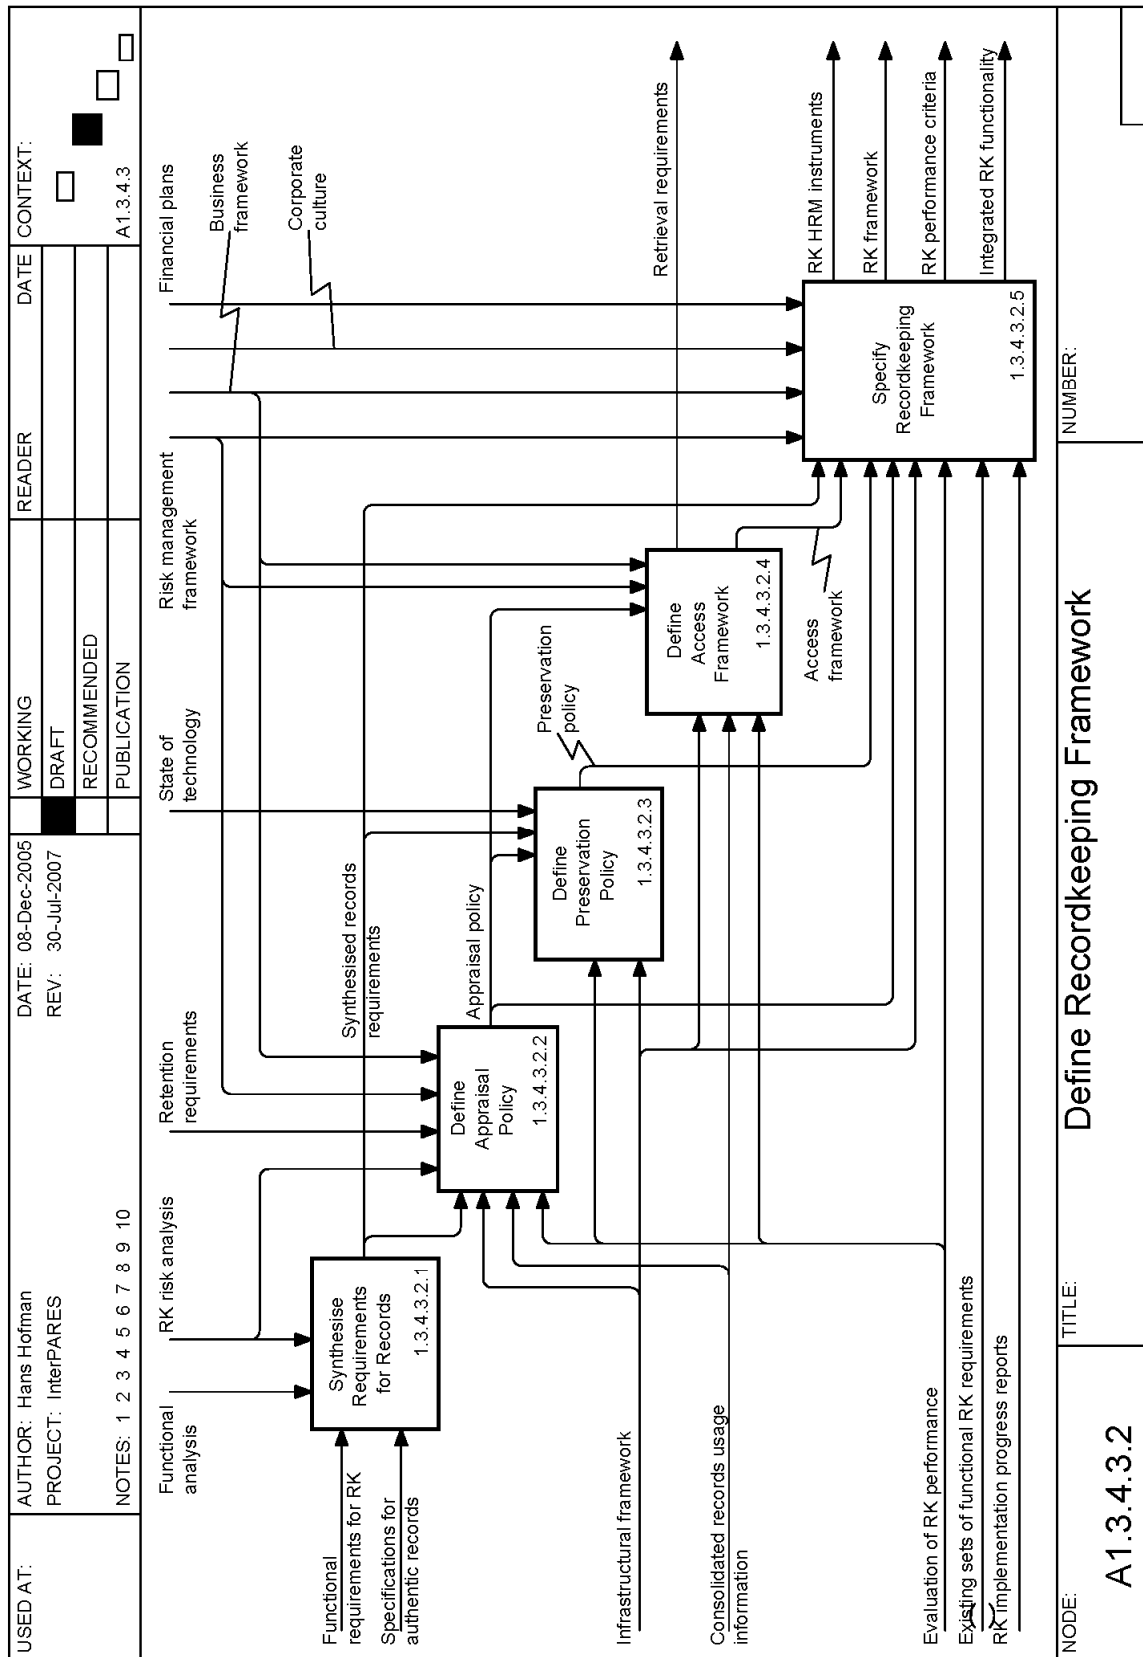 USED AT:
AUTHOR: Hans Hofman
PROJECT: InterPARES
NOTES: 1 2 3 4 5 6 7 8 9 10
DATE: 08-Dec-2005
REV: 30-Jul-2007
WORKING
DRAFT
RECOMMENDED
PUBLICATION
READER
DATE
CONTEXT:
A1.3.4.3
Functional
analysis
RK risk analysis
Retention
requirements
State of
technology
Risk management
framework
Financial plans
Business
framework
Corporate
culture
Functional
requirements for RK
Specifications for
authentic records
Synthesise
Requirements
for Records
1.3.4.3.2.1
Synthesised records
requirements
Define
Appraisal
Policy
1.3.4.3.2.2
Appraisal policy
Define
Preservation
Policy
1.3.4.3.2.3
Preservation
policy
Define
Access
Framework
1.3.4.3.2.4
Access
framework
Retrieval requirements
Infrastructural framework
Consolidated records usage
information
Specify
Recordkeeping
Framework
1.3.4.3.2.5
RK HRM instruments
RK framework
RK performance criteria
Integrated RK functionality
Evaluation of RK performance
Existing sets of functional RK requirements
RK implementation progress reports
NODE:
A1.3.4.3.2
TITLE:
Define Recordkeeping Framework
NUMBER: